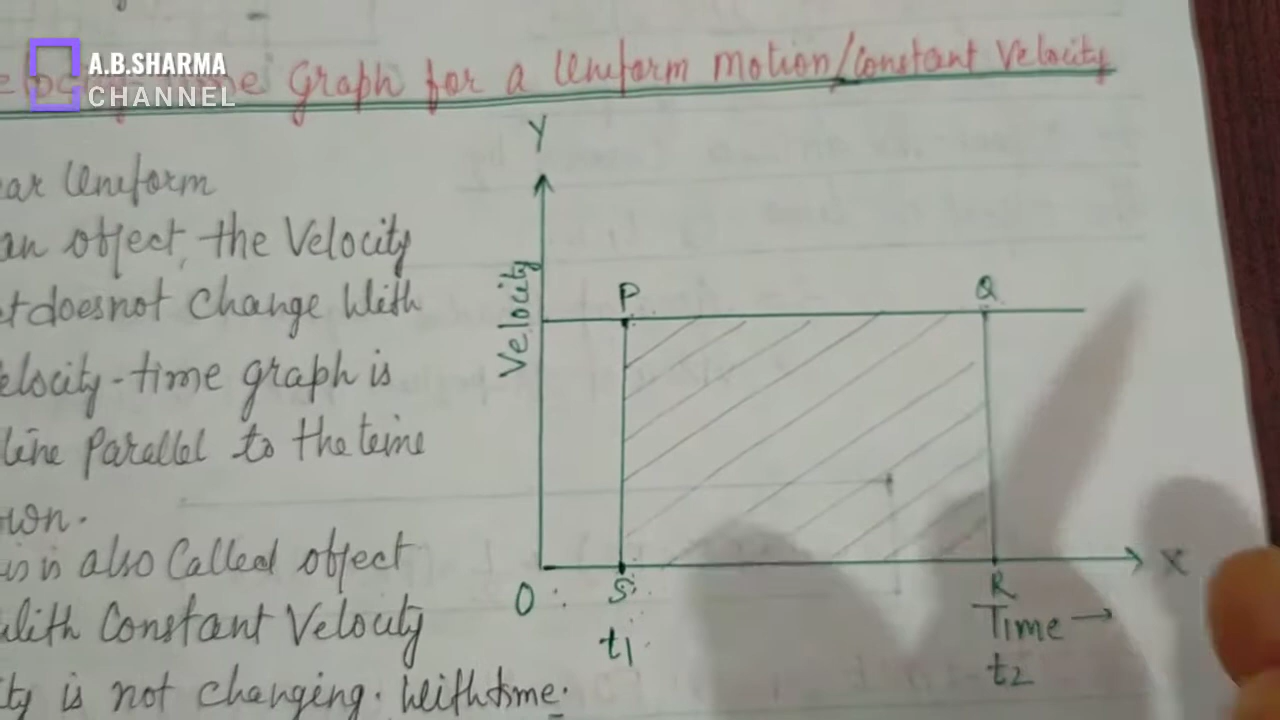 A.B.SHARMA
CHANNEL
Graph for a Uniform Motion/Constant Velocity
Uniform
an object, the Velocity
does not Change With
Velocity-time graph is
line Parallel to the teime
is also Called object
With Constant Velocity
is not changing. With time.
Y
Velocity
P
Q
O
S
R
X
t1
Time →
t2